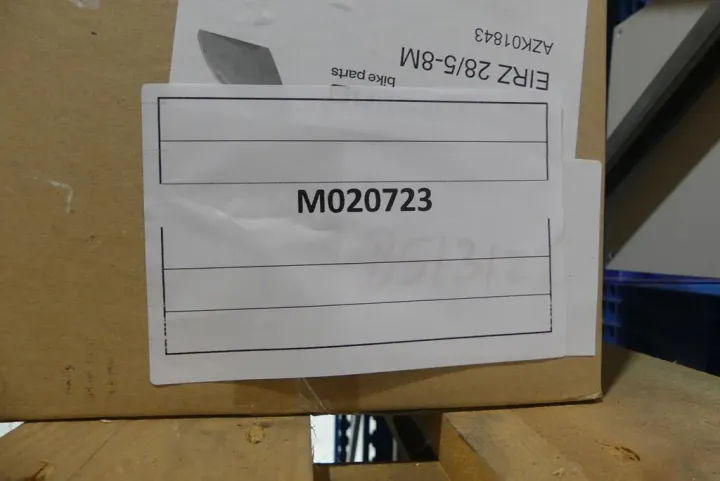 AZK01843
EIRZ 28/5-8M
bike parts
M020723